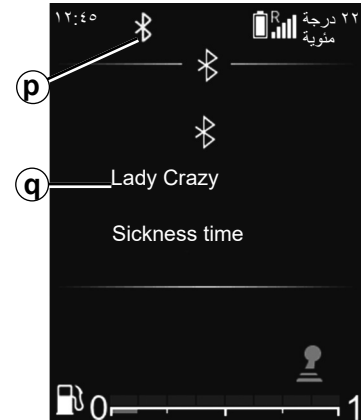 ١٢:٤٥
R
٢٢ درجة
مئوية
p
q
Lady Crazy
Sickness time
0
1